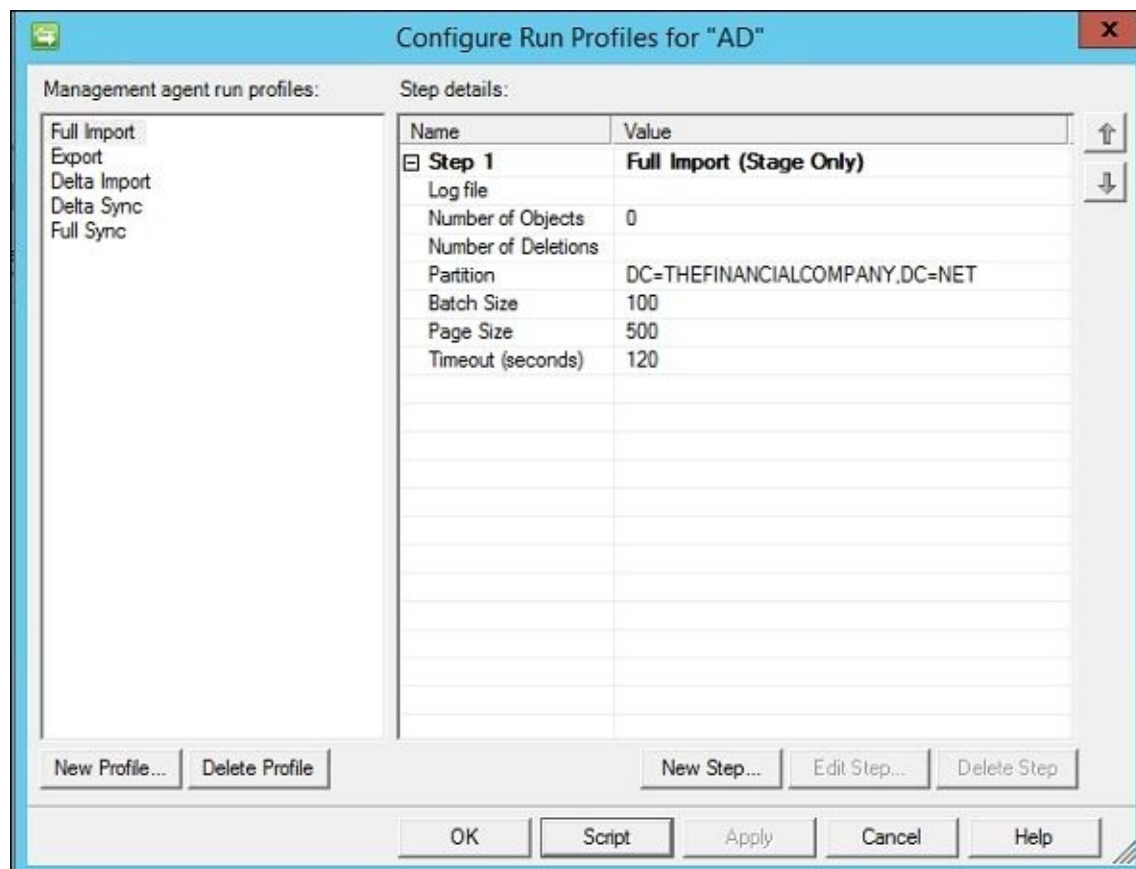 Configure Run Profiles for "AD"
x
Management agent run profiles:
Step details:
Full Import
Export
Delta Import
Delta Sync
Full Sync
Name Value
Step 1 Full Import (Stage Only)
Log file
Number of Objects 0
Number of Deletions
Partition DC=THEFINANCIALCOMPANY,DC=NET
Batch Size 100
Page Size 500
Timeout (seconds) 120
New Profile... Delete Profile New Step... Edit Step... Delete Step
OK Script Apply Cancel Help